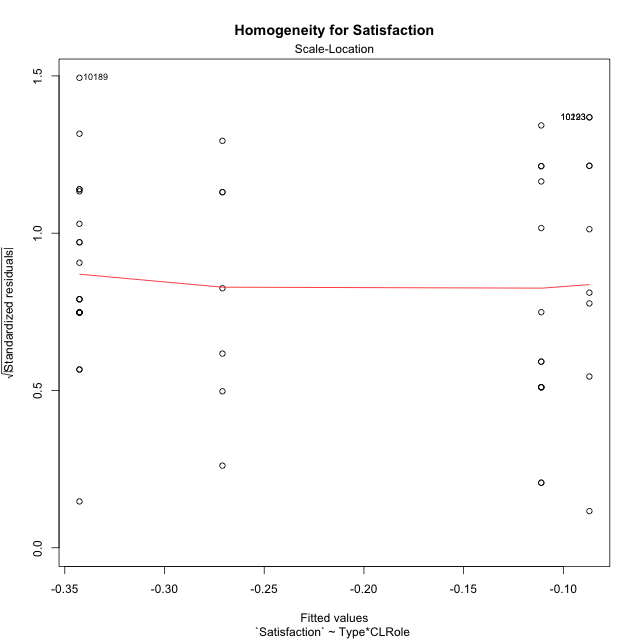 Homogeneity for Satisfaction
Scale-Location
10189
1.5
1.0
0.5
0.0
√|Standardized residuals|
-0.35
-0.30
-0.25
-0.20
-0.15
-0.10
Fitted values
`Satisfaction` ~ Type*CLRole